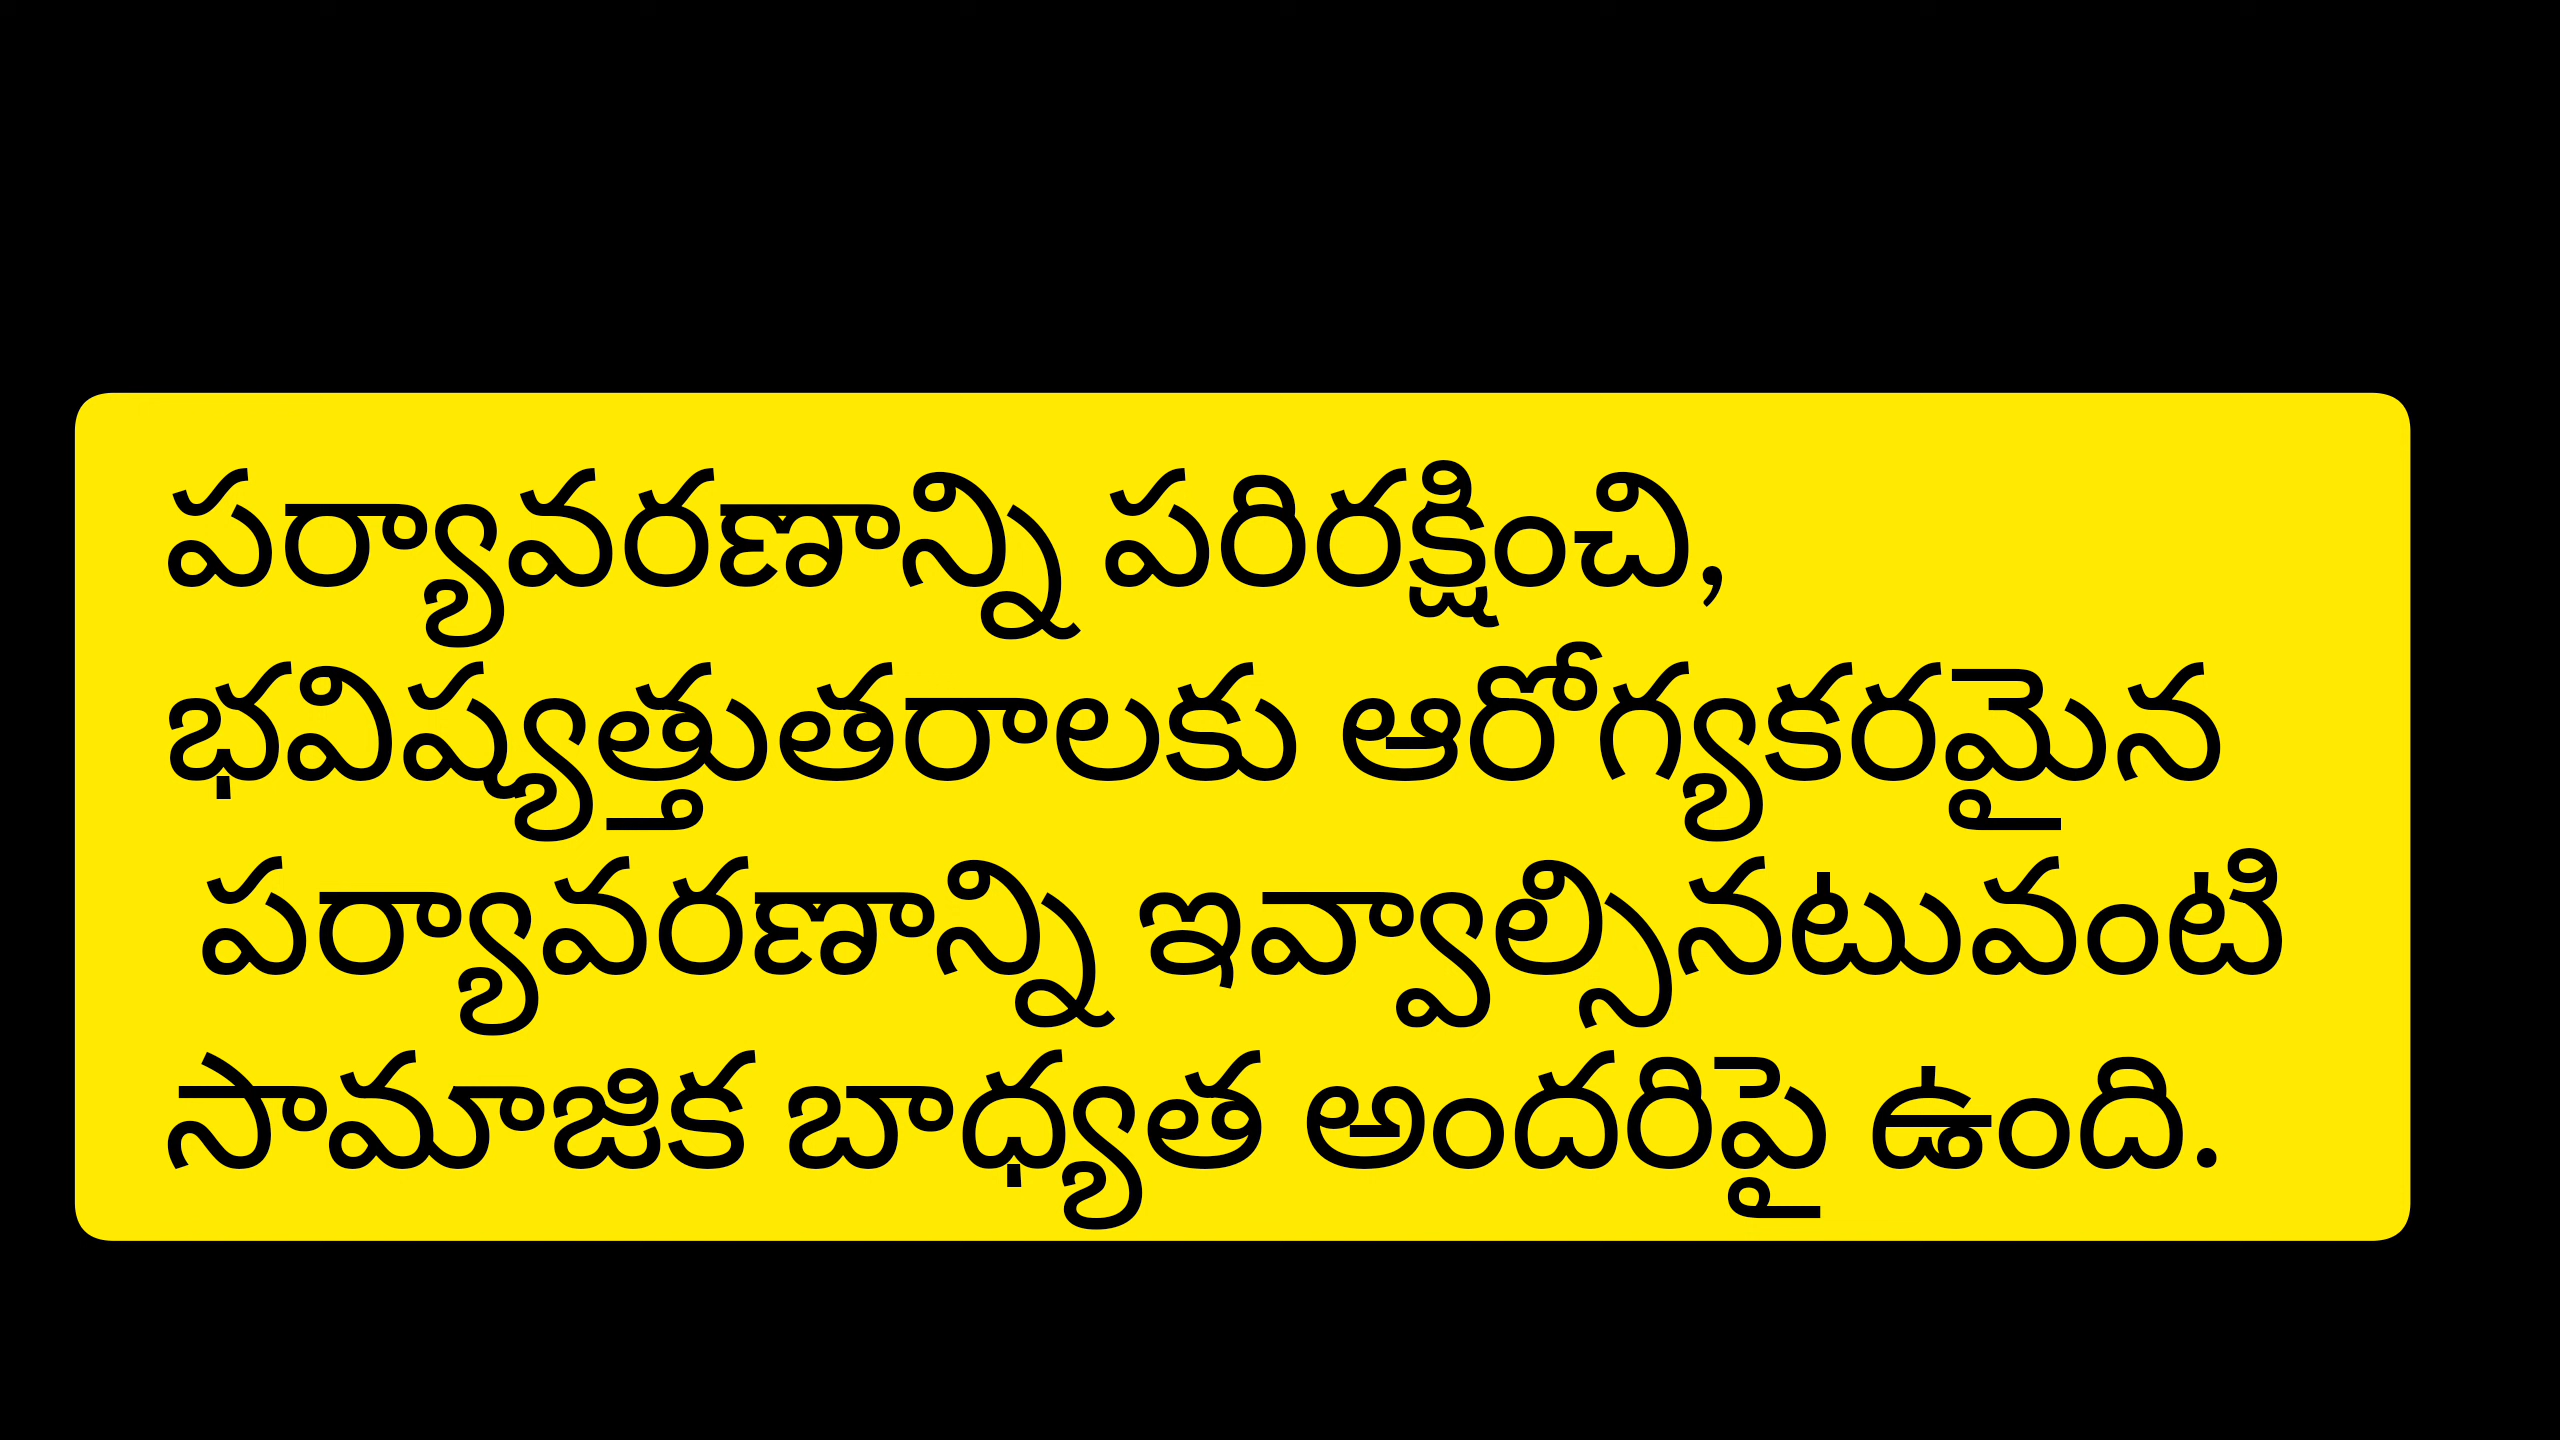 పర్యావరణాన్ని పరిరక్షించి,
భవిష్యత్తుతరాలకు ఆరోగ్యకరమైన
పర్యావరణాన్ని ఇవ్వాల్సినటువంటి
సామాజిక బాధ్యత అందరిపై ఉంది.